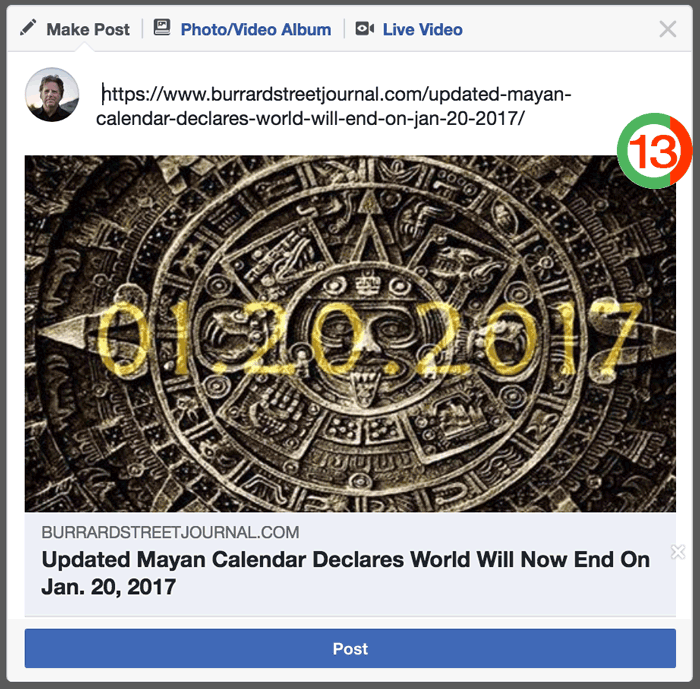 Make Post Photo/Video Album Live Video
https://www.burrardstreetjournal.com/updated-mayan-
calendar-declares-world-will-end-on-jan-20-2017/
13
01.20.2017
BURRARDSTREETJOURNAL.COM
Updated Mayan Calendar Declares World Will Now End On
Jan. 20, 2017
Post